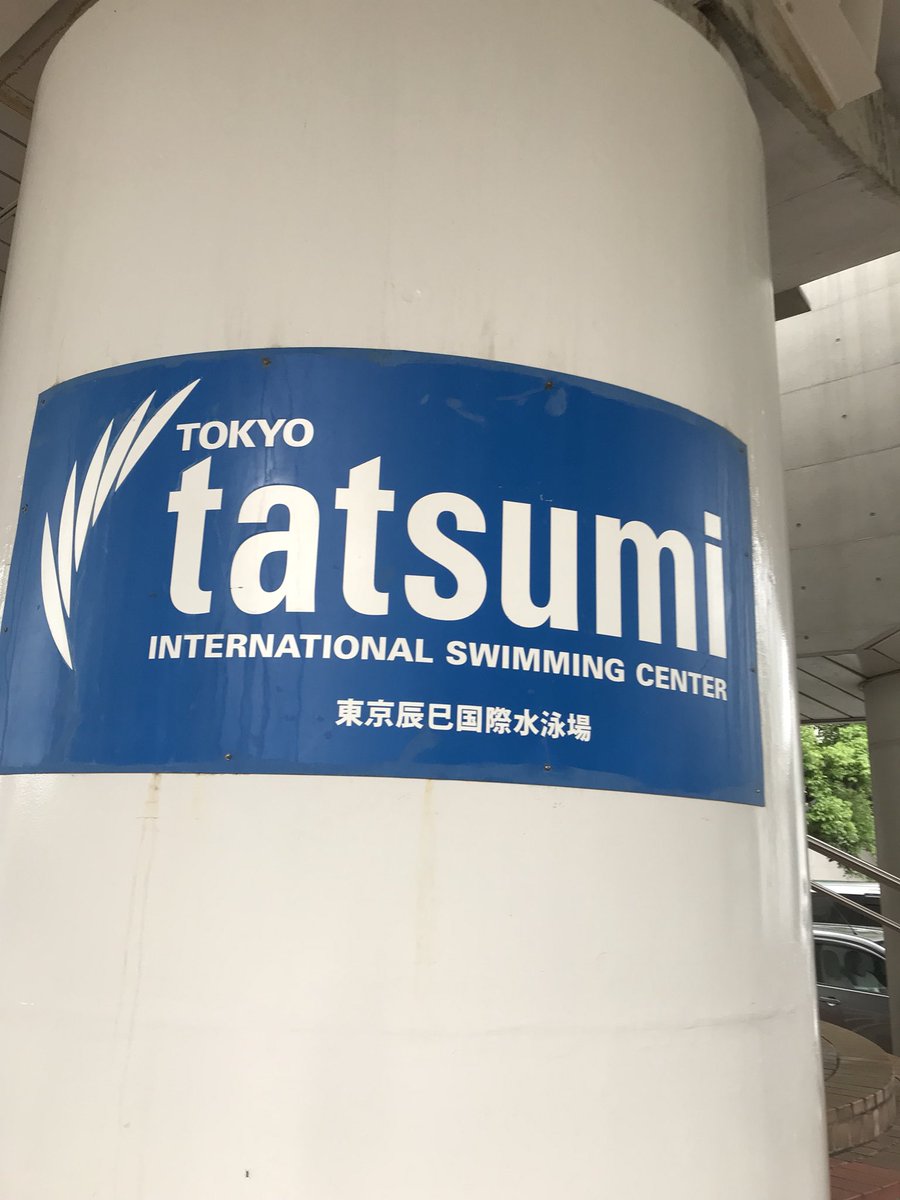 TOKYO
tatsumi
INTERNATIONAL SWIMMING CENTER
東京辰巳国際水泳場